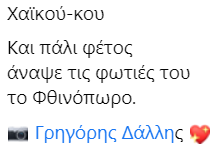 Χαϊκού-κου
Και πάλι φέτος
άναψε τις φωτιές του
το Φθινόπωρο.
📷 Γρηγόρης Δάλλης 💖